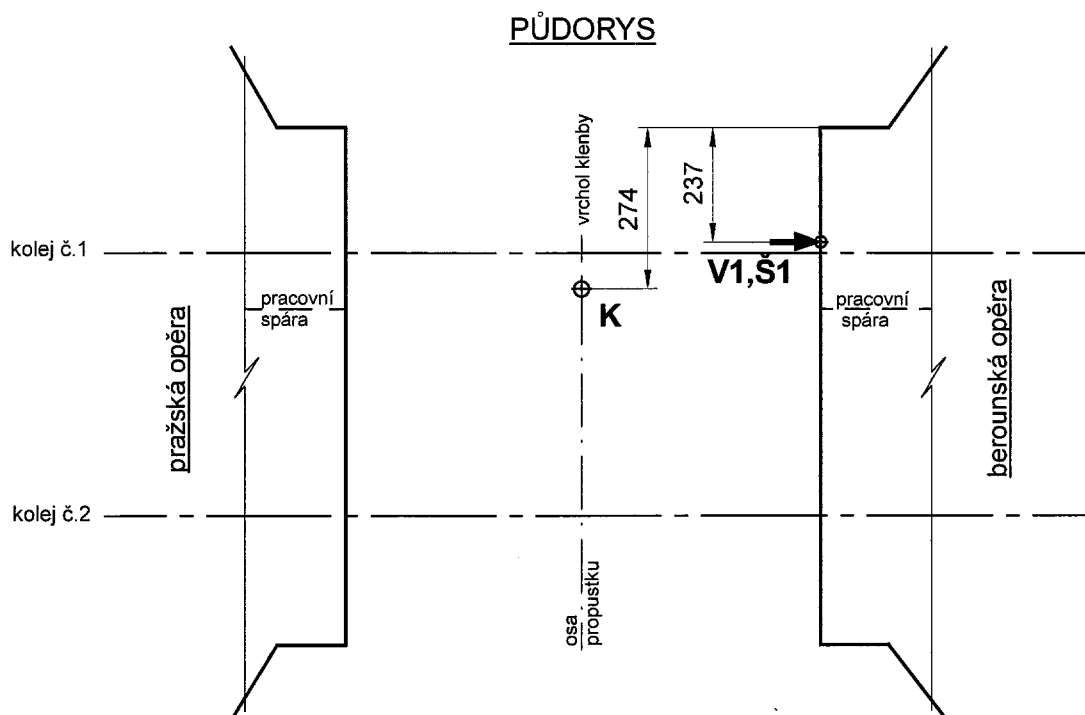 PŮDORYS
vrchol klenby
274
237
kolej č.1
V1,Š1
K
pracovní
spára
pracovní
spára
pražská opěra
berounská opěra
kolej č.2
osa
propustku